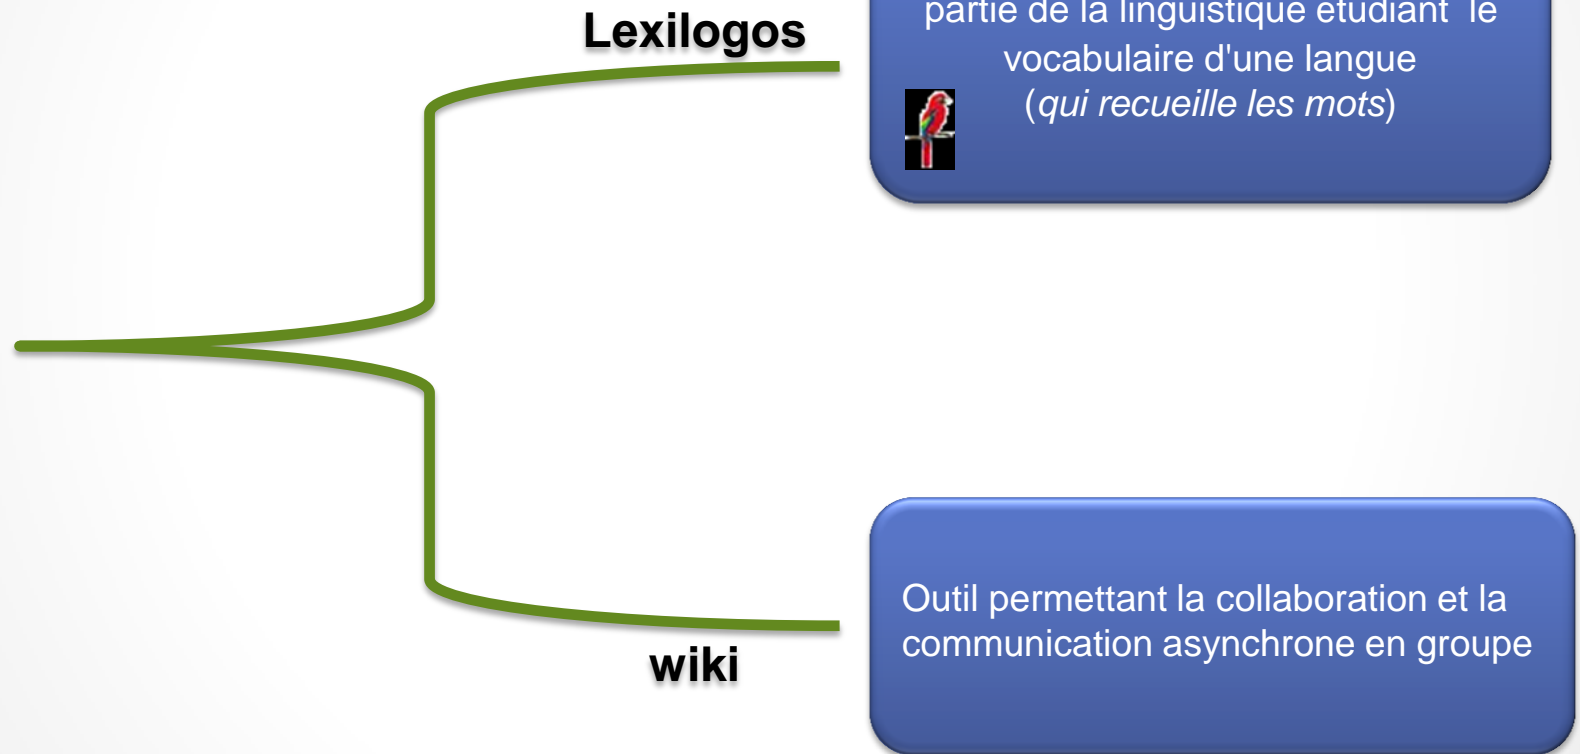 Lexilogos
partie de la linguistique étudiant le
vocabulaire d'une langue
(qui recueille les mots)
Outil permettant la collaboration et la
communication asynchrone en groupe
wiki